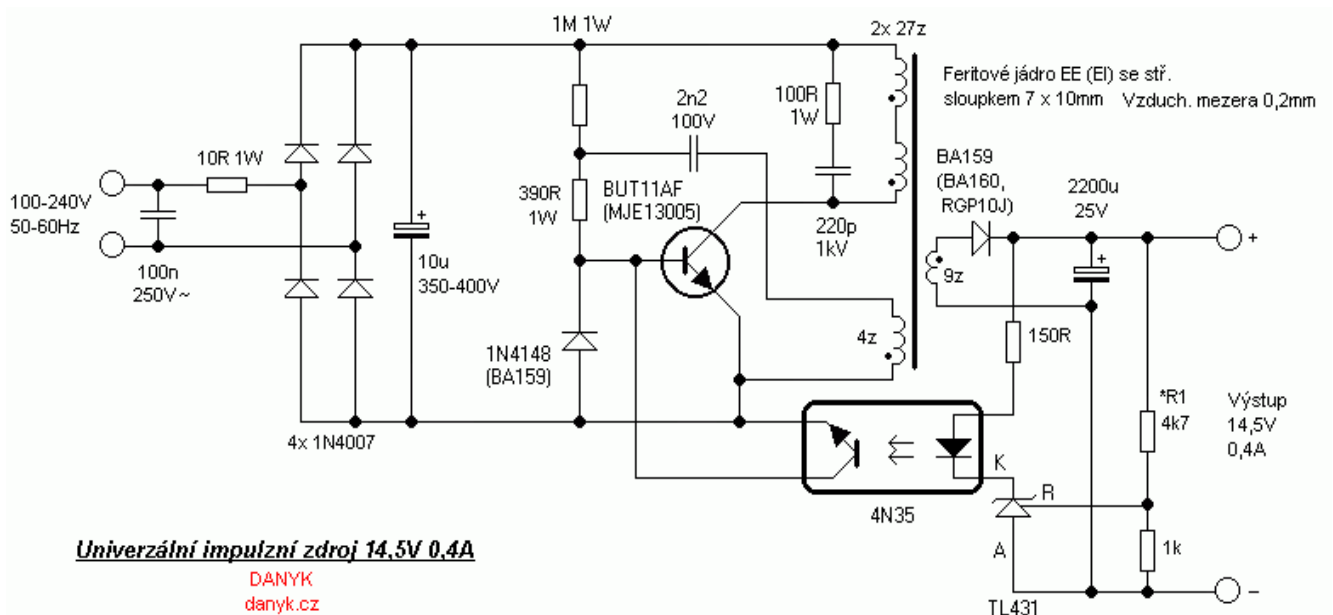 1M 1W
2x 27z
Feritové jádro EE (EI) se stř.
sloupkem 7 x 10mm Vzduch. mezera 0,2mm
2n2
100V
100R
1W
10R 1W
BA159
(BA160,
RGP10J)
2200u
25V
100-240V
50-60Hz
390R
1W
BUT11AF
(MJE13005)
+
10u
350-400V
220p
1kV
+
+
9z
100n
250V~
4z
150R
1N4148
(BA159)
*R1
4k7
Výstup
14,5V
0,4A
4x 1N4007
K
R
4N35
A
1k
Univerzální impulzní zdroj 14,5V 0,4A
DANYK
danyk.cz
TL431
−